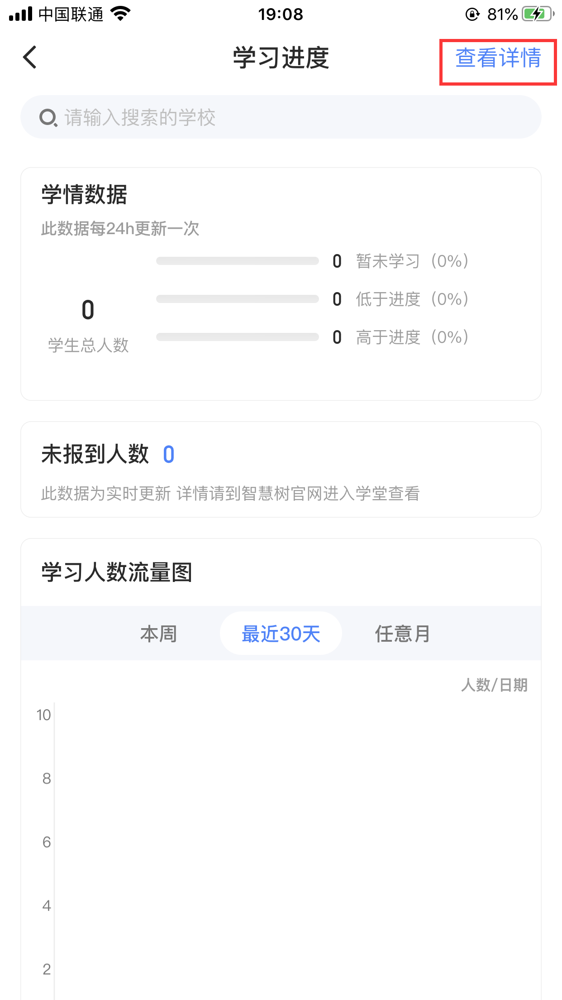 中国联通 19:08 81%
学习进度 查看详情
请输入搜索的学校
学情数据
此数据每24h更新一次
0 暂未学习 (0%)
0 低于进度 (0%)
0 高于进度 (0%)
0
学生总人数
未报到人数 0
此数据为实时更新 详情请到智慧树官网进入学堂查看
学习人数流量图
本周 最近30天 任意月
人数/日期
10
8
6
4
2